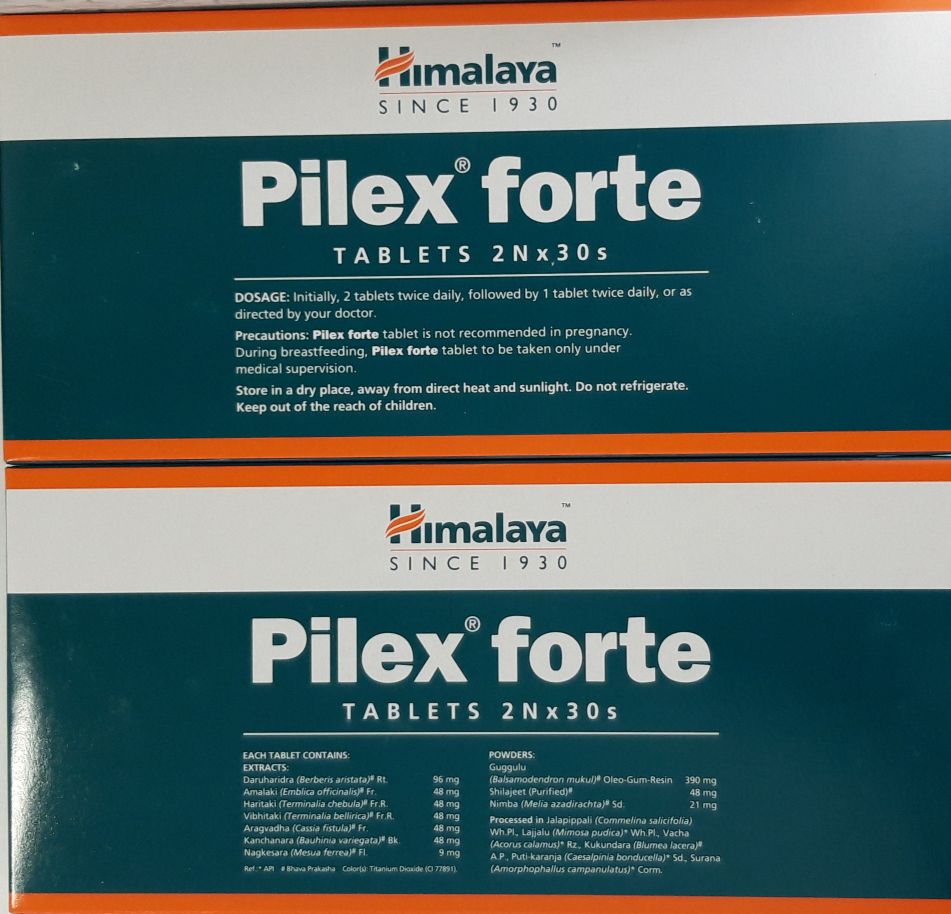 Himalaya™
SINCE 1930
Pilex® forte
TABLETS 2N x 30s
DOSAGE: Initially, 2 tablets twice daily, followed by 1 tablet twice daily, or as
directed by your doctor.
Precautions: Pilex forte tablet is not recommended in pregnancy.
During breastfeeding, Pilex forte tablet to be taken only under
medical supervision.
Store in a dry place, away from direct heat and sunlight. Do not refrigerate.
Keep out of the reach of children.
Himalaya™
SINCE 1930
Pilex® forte
TABLETS 2N x 30s
EACH TABLET CONTAINS:
EXTRACTS:
Daruharidra (Berberis aristata)# Rt. 96 mg
Amalaki (Emblica officinalis)# Fr. 48 mg
Haritaki (Terminalia chebula)# Fr.R. 48 mg
Vibhitaki (Terminalia bellirica)# Fr.R. 48 mg
Aragvadha (Cassia fistula)# Fr. 48 mg
Kanchanara (Bauhinia variegata)# Bk. 48 mg
Nagkesara (Mesua ferrea)# Fl. 9 mg
Ref.: * API # Bhava Prakasha Color(s): Titanium Dioxide (CI 77891).
POWDERS:
Guggulu
(Balsamodendron mukul)# Oleo-Gum-Resin 390 mg
Shilajeet (Purified)# 48 mg
Nimba (Melia azadirachta)# Sd. 21 mg
Processed in Jalapippali (Commelina salicifolia)
Wh.Pl., Lajjalu (Mimosa pudica)* Wh.Pl., Vacha
(Acorus calamus)* Rz., Kukundara (Blumea lacera)#
A.P., Puti-karanja (Caesalpinia bonducella)* Sd., Surana
(Amorphophallus campanulatus)* Corm.